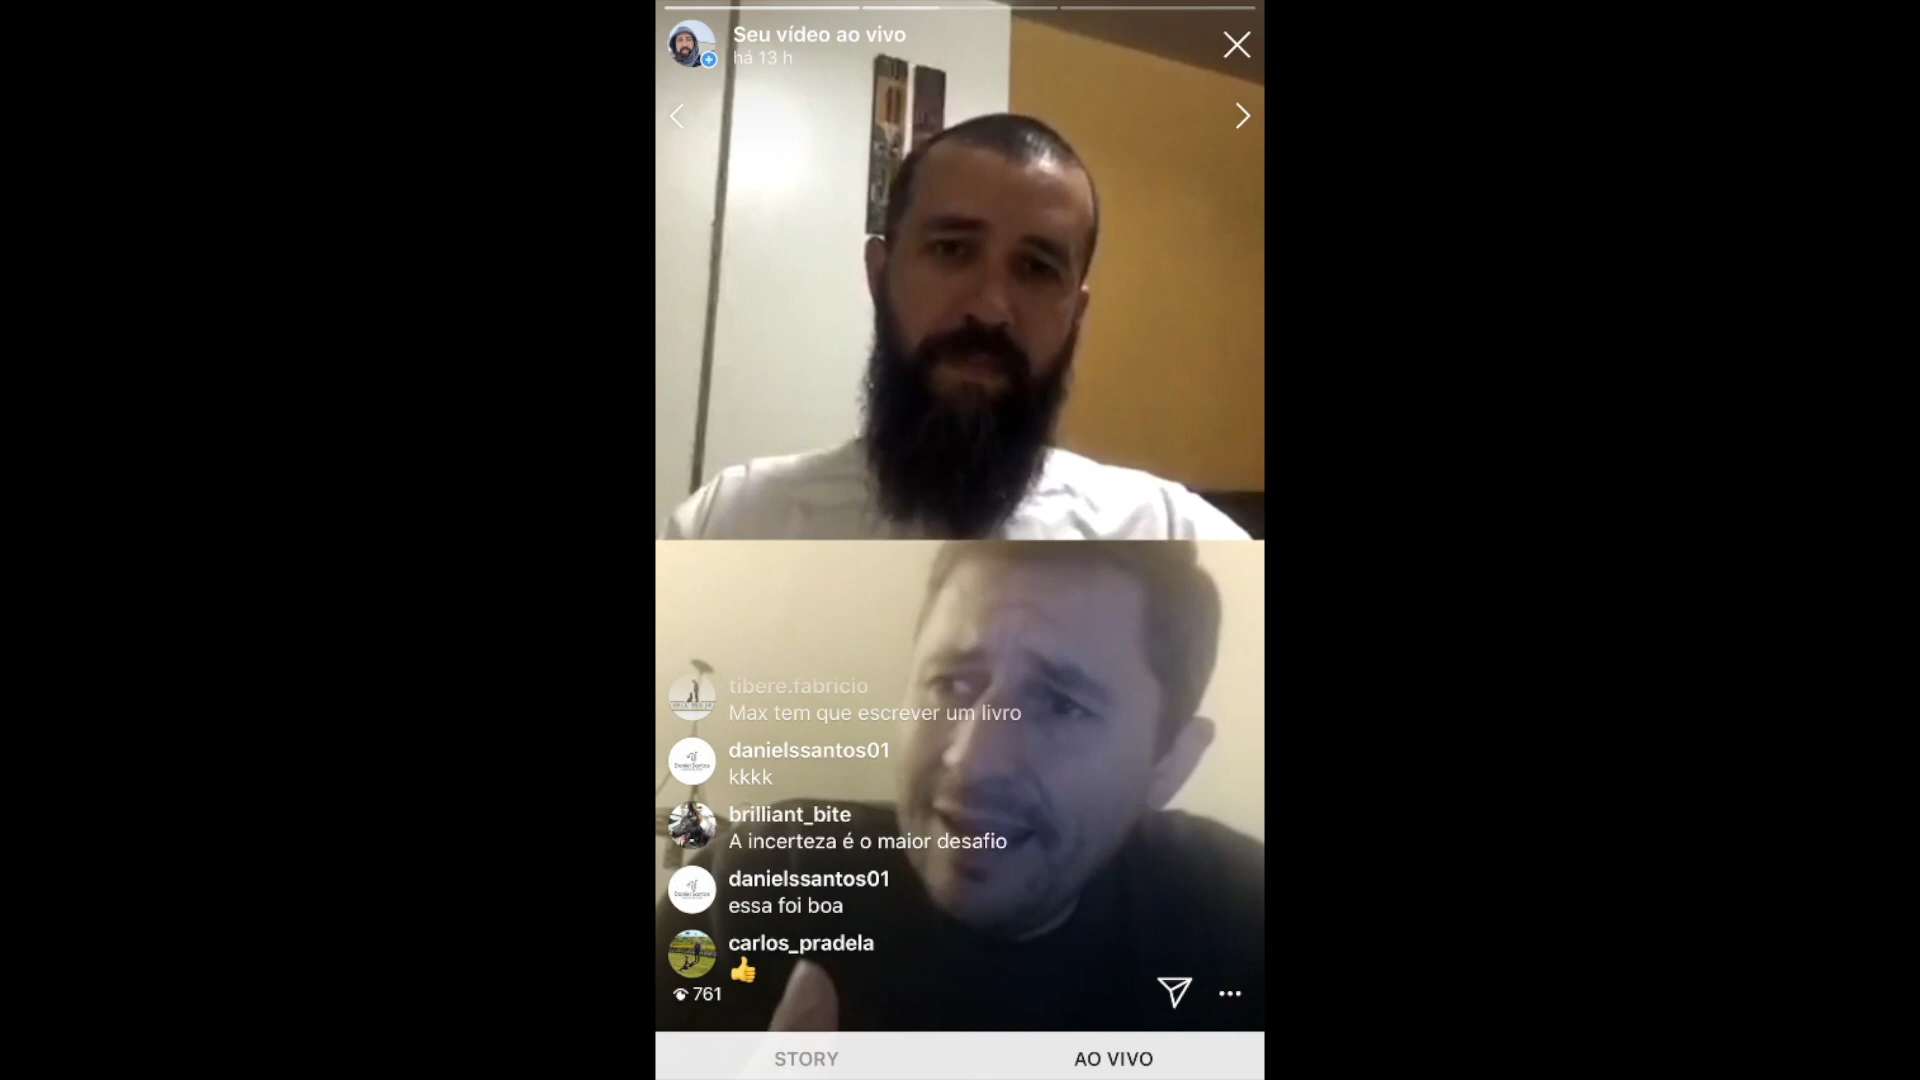 Seu vídeo ao vivo
há 13 h
tibere.fabricio
Max tem que escrever um livro
danielssantos01
kkkk
brilliant_bite
A incerteza é o maior desafio
danielssantos01
essa foi boa
carlos_pradela
👍
761
STORY
AO VIVO